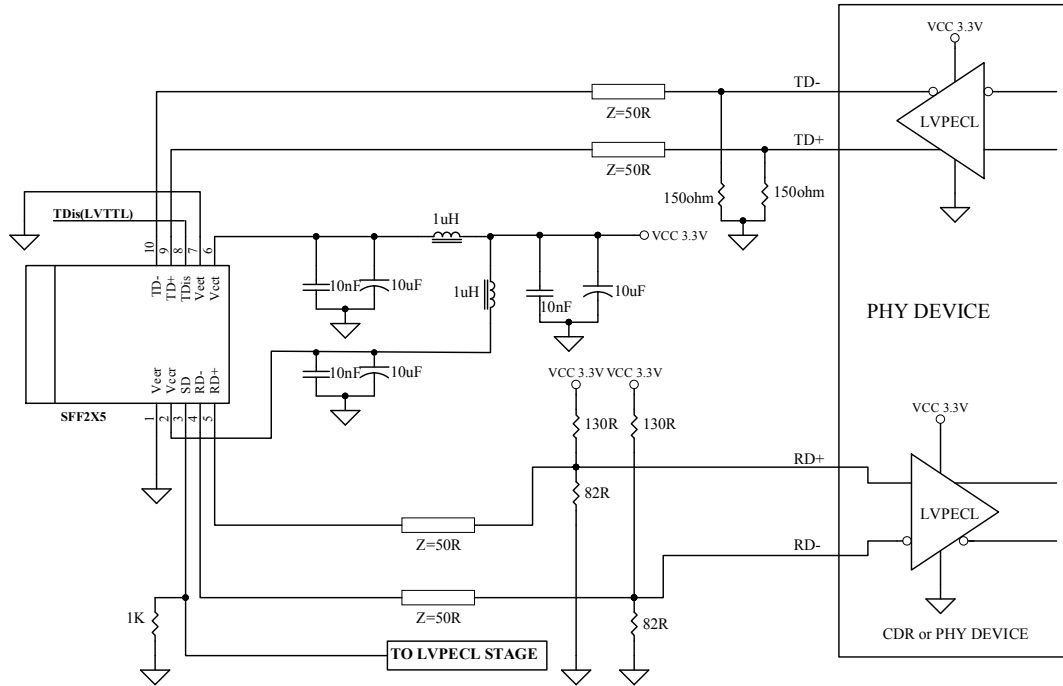 VCC 3.3V
TD-
LVPECL
Z=50R
TD+
Z=50R
150ohm
150ohm
TDis(LVTTL)
1uH
VCC 3.3V
10
9
8
7
6
TD-
TD+
TDis
Veet
Vcct
10nF
10uF
1uH
10nF
10uF
PHY DEVICE
Veer
Vccr
SD
RD-
RD+
10nF
10uF
SFF2X5
1
2
3
4
5
VCC 3.3V
VCC 3.3V
130R
130R
VCC 3.3V
RD+
82R
LVPECL
Z=50R
RD-
1K
Z=50R
82R
TO LVPECL STAGE
CDR or PHY DEVICE